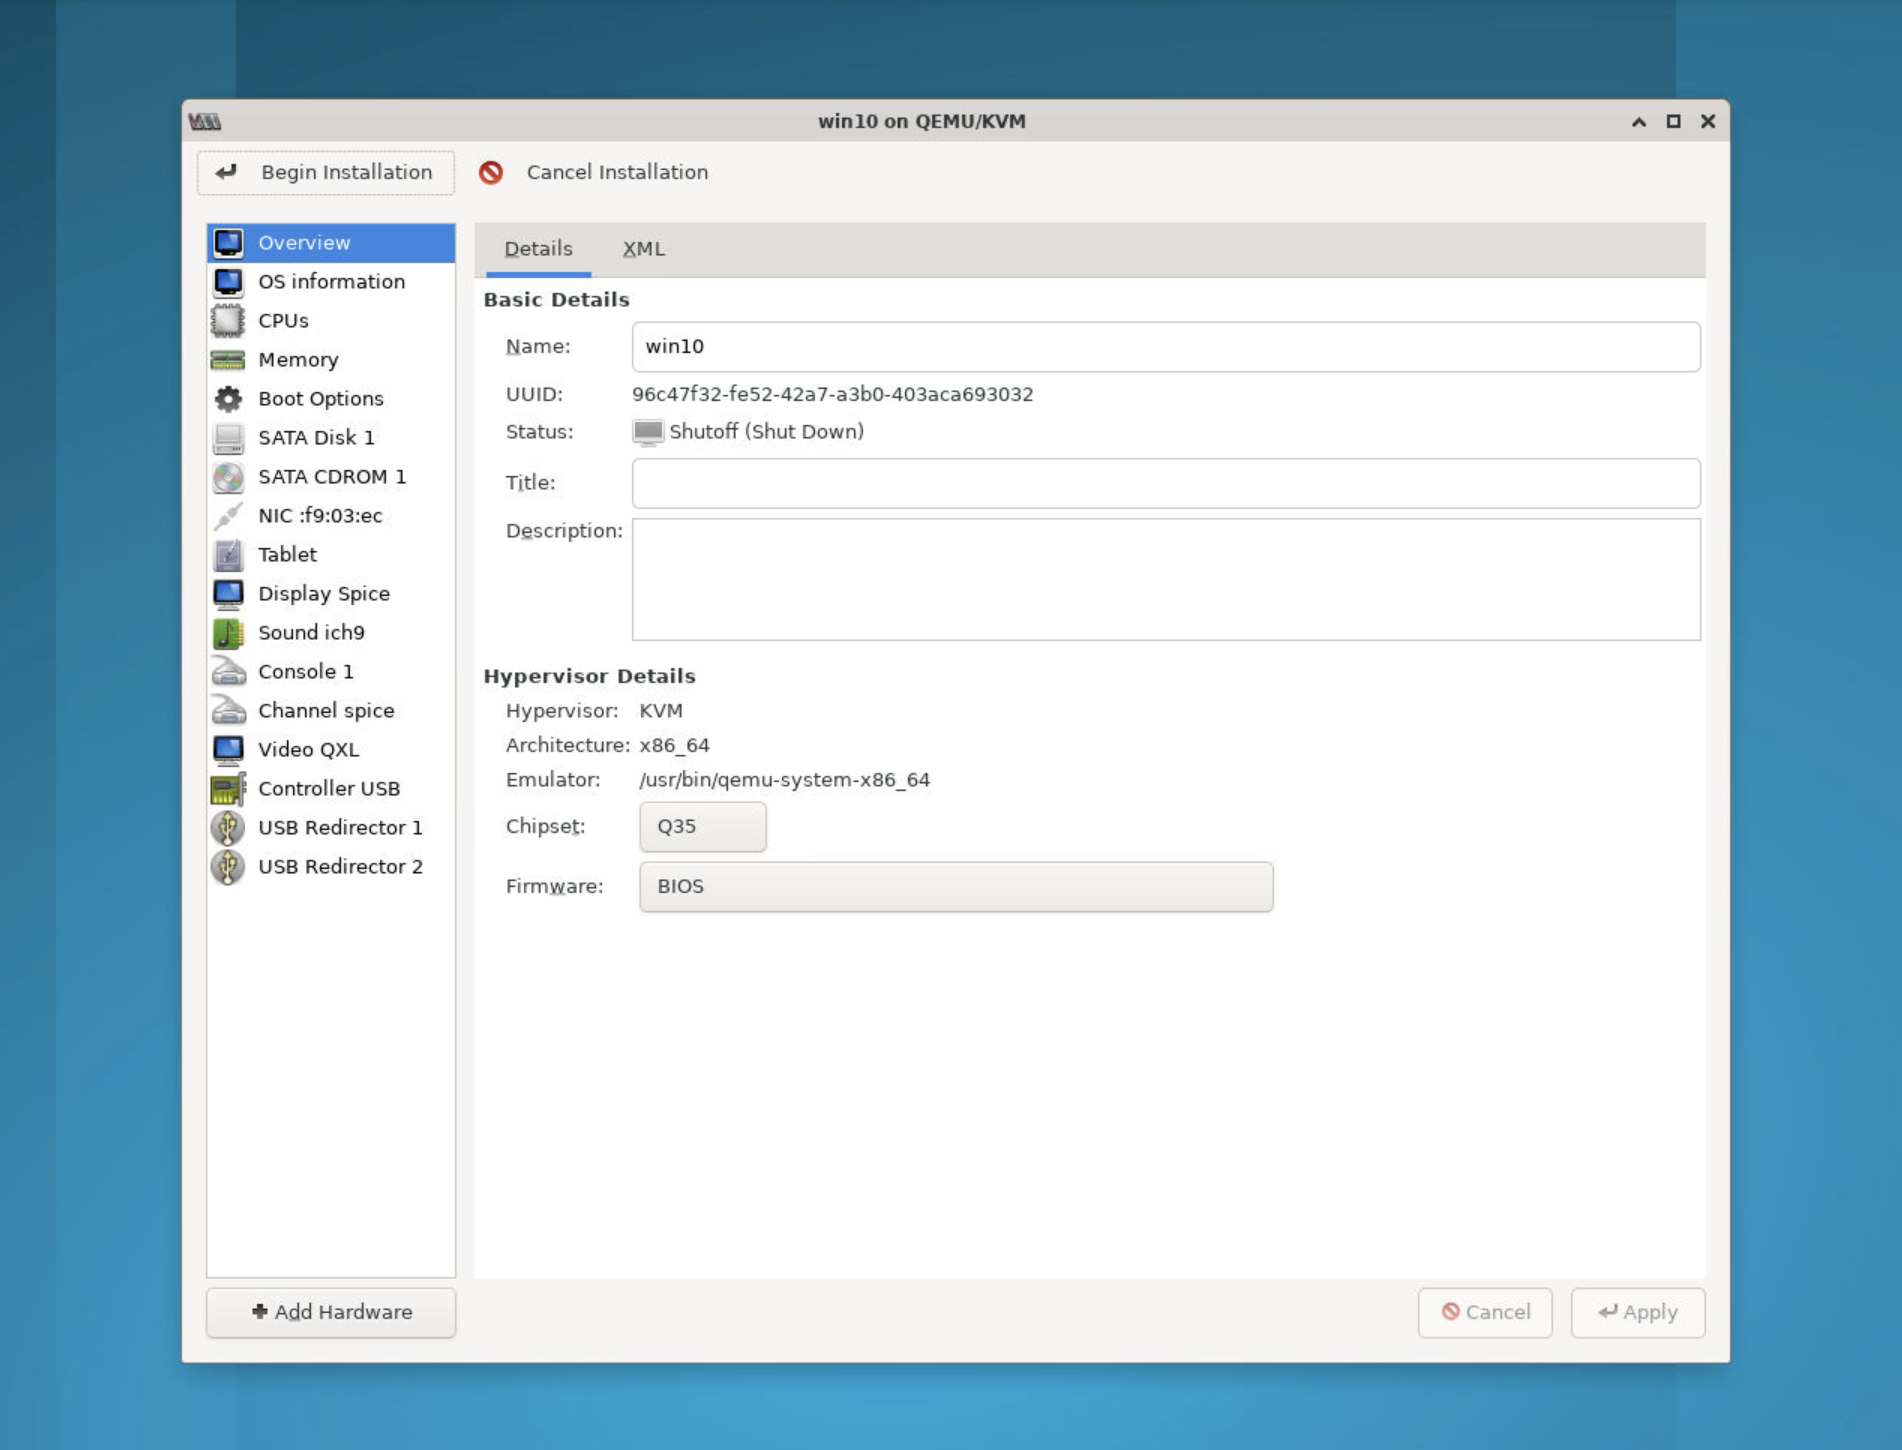 win10 on QEMU/KVM
Begin Installation
Cancel Installation
Overview
OS information
CPUs
Memory
Boot Options
SATA Disk 1
SATA CDROM 1
NIC :f9:03:ec
Tablet
Display Spice
Sound ich9
Console 1
Channel spice
Video QXL
Controller USB
USB Redirector 1
USB Redirector 2
Add Hardware
Details XML
Basic Details
Name: win10
UUID: 96c47f32-fe52-42a7-a3b0-403aca693032
Status: Shutoff (Shut Down)
Title:
Description:
Hypervisor Details
Hypervisor: KVM
Architecture: x86_64
Emulator: /usr/bin/qemu-system-x86_64
Chipset: Q35
Firmware: BIOS
Cancel
Apply